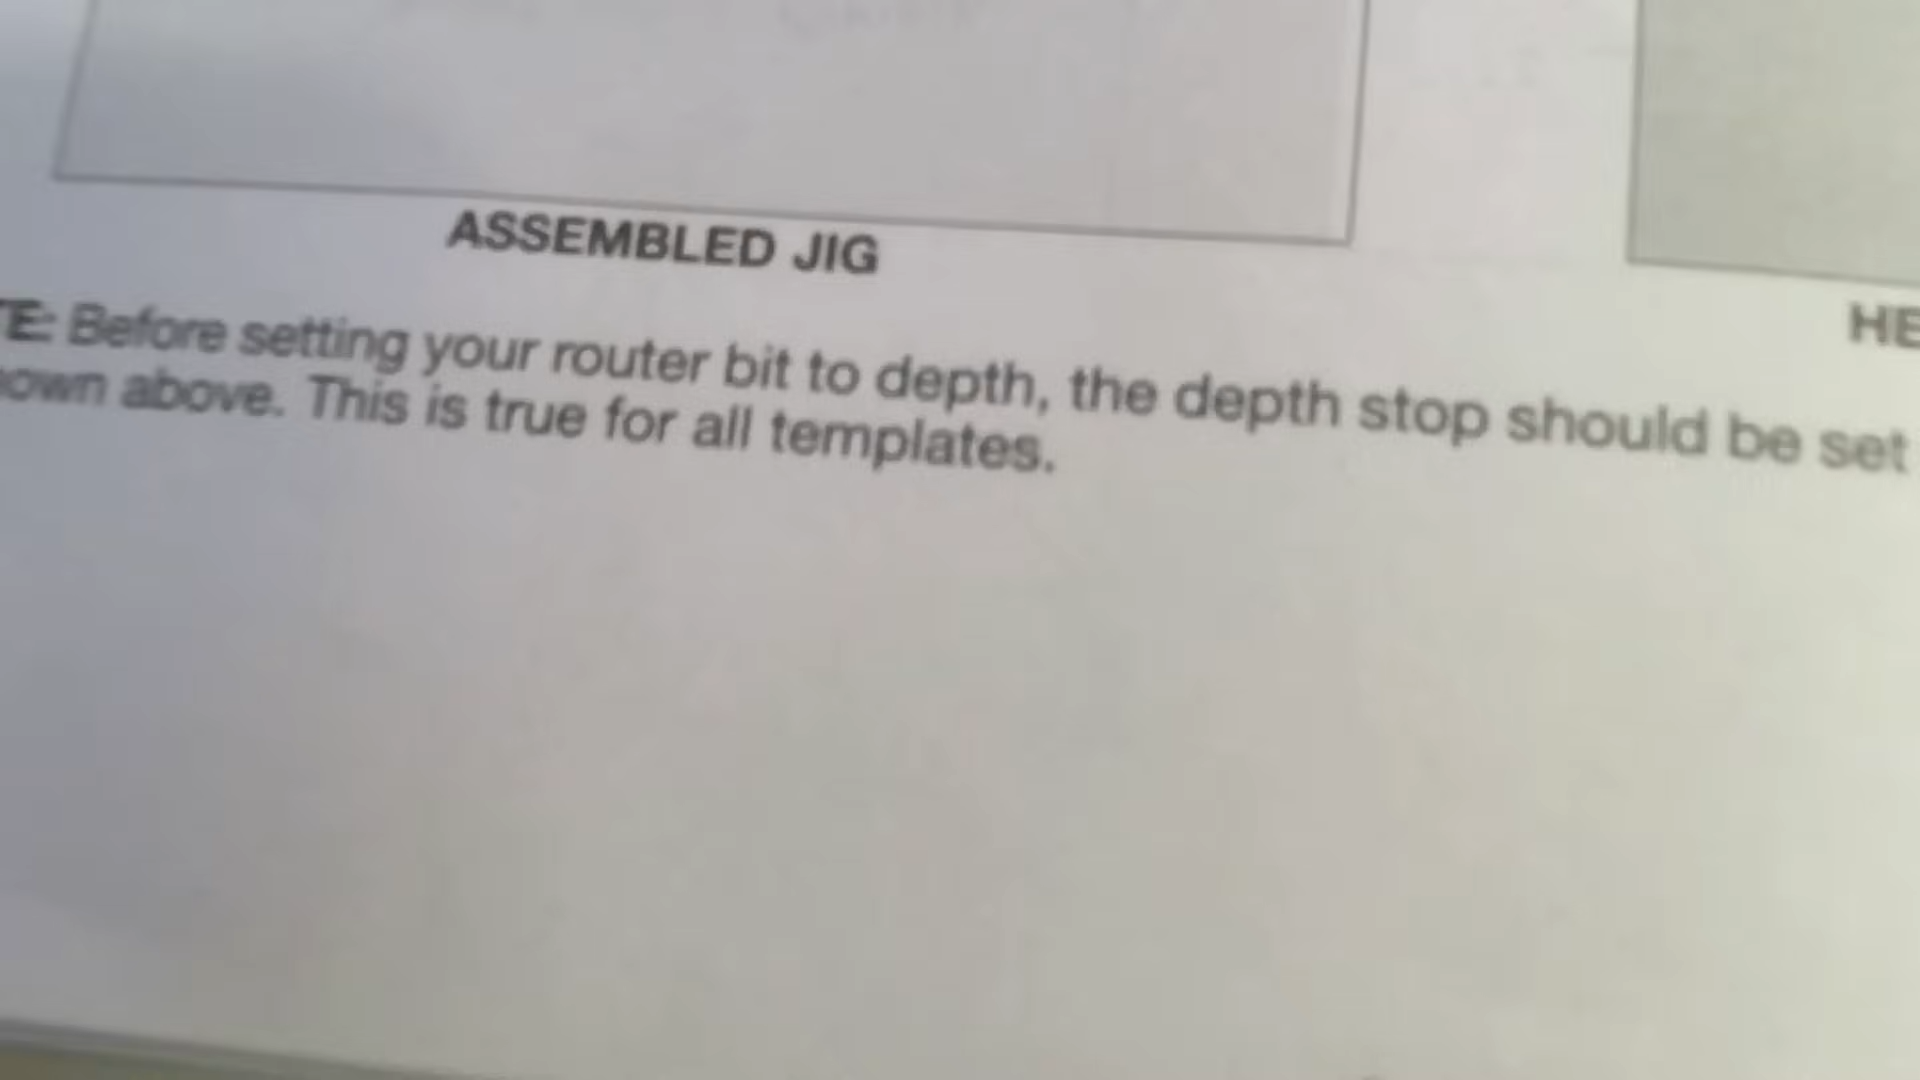 ASSEMBLED JIG
HE
TE: Before setting your router bit to depth, the depth stop should be set
own above. This is true for all templates.